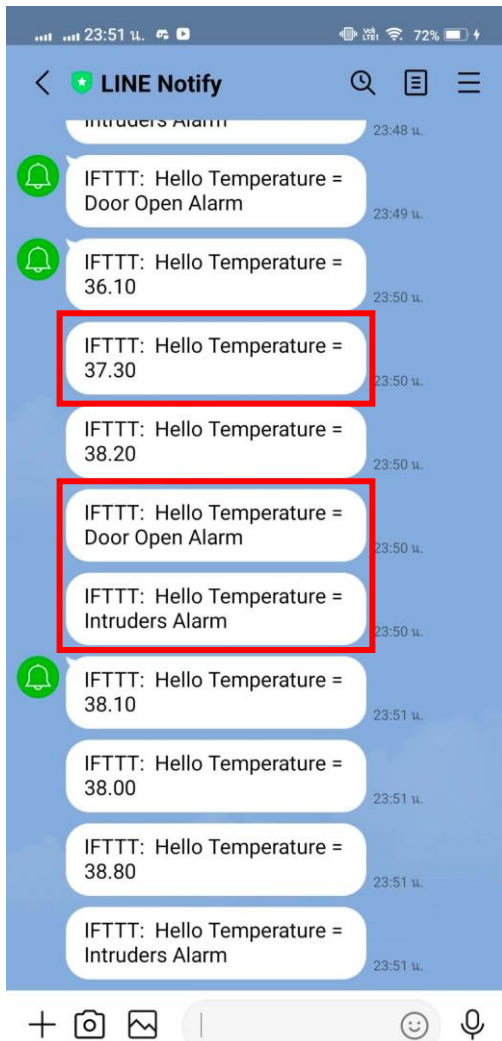 23:51 น. 72%
LINE Notify
Intruders Alarm
23:48 น.
IFTTT: Hello Temperature =
Door Open Alarm
23:49 น.
IFTTT: Hello Temperature =
36.10
23:50 น.
IFTTT: Hello Temperature =
37.30
23:50 น.
IFTTT: Hello Temperature =
38.20
23:50 น.
IFTTT: Hello Temperature =
Door Open Alarm
23:50 น.
IFTTT: Hello Temperature =
Intruders Alarm
23:50 น.
IFTTT: Hello Temperature =
38.10
23:51 น.
IFTTT: Hello Temperature =
38.00
23:51 น.
IFTTT: Hello Temperature =
38.80
23:51 น.
IFTTT: Hello Temperature =
Intruders Alarm
23:51 น.